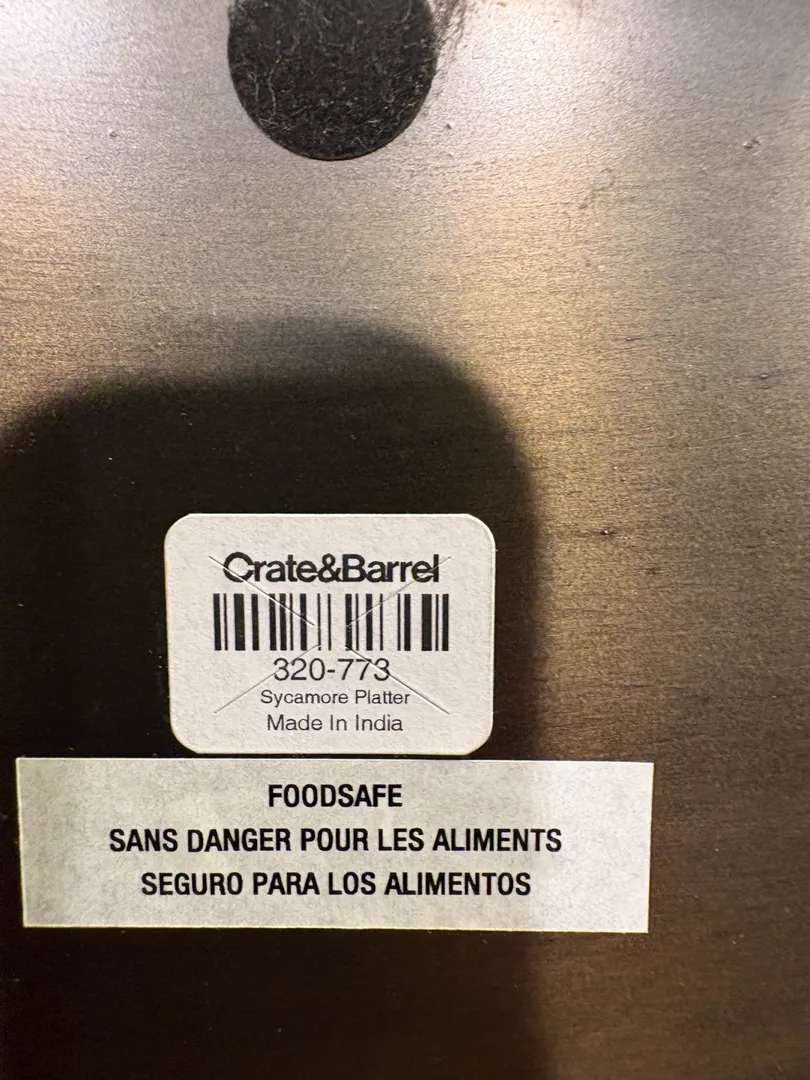 Crate&Barrel
320-773
Sycamore Platter
Made In India
FOODSAFE
SANS DANGER POUR LES ALIMENTS
SEGURO PARA LOS ALIMENTOS